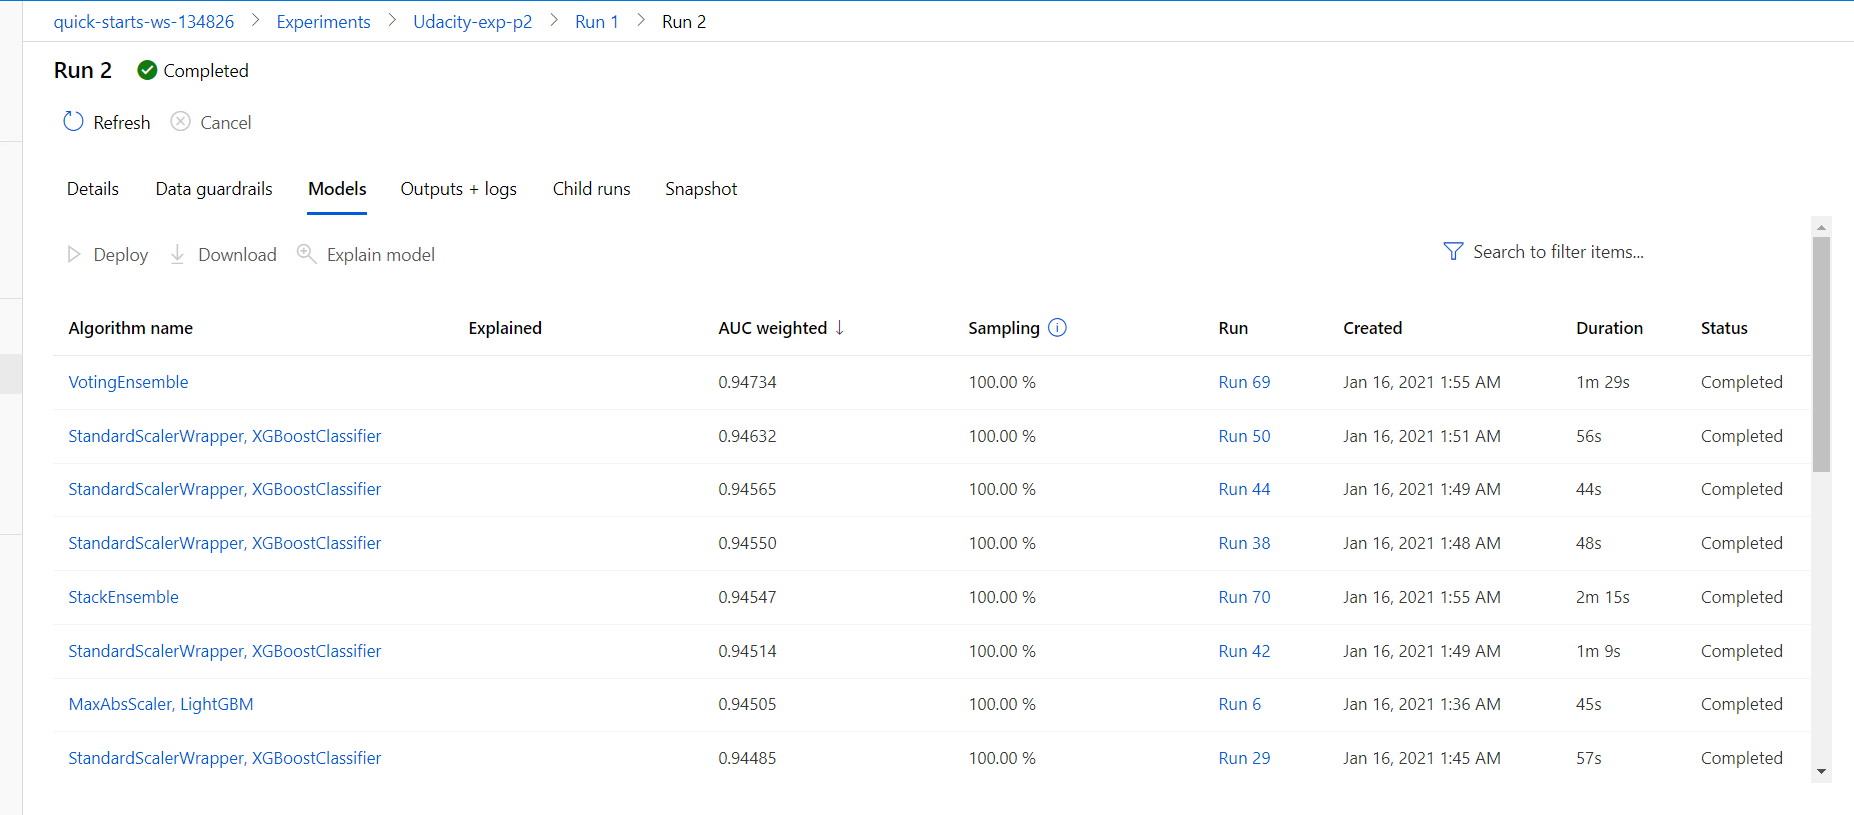 quick-starts-ws-134826 > Experiments > Udacity-exp-p2 > Run 1 > Run 2
Run 2 Completed
Refresh Cancel
Details Data guardrails Models Outputs + logs Child runs Snapshot
Deploy Download Explain model Search to filter items...
Algorithm name Explained AUC weighted ↓ Sampling Run Created Duration Status
VotingEnsemble 0.94734 100.00 % Run 69 Jan 16, 2021 1:55 AM 1m 29s Completed
StandardScalerWrapper, XGBoostClassifier 0.94632 100.00 % Run 50 Jan 16, 2021 1:51 AM 56s Completed
StandardScalerWrapper, XGBoostClassifier 0.94565 100.00 % Run 44 Jan 16, 2021 1:49 AM 44s Completed
StandardScalerWrapper, XGBoostClassifier 0.94550 100.00 % Run 38 Jan 16, 2021 1:48 AM 48s Completed
StackEnsemble 0.94547 100.00 % Run 70 Jan 16, 2021 1:55 AM 2m 15s Completed
StandardScalerWrapper, XGBoostClassifier 0.94514 100.00 % Run 42 Jan 16, 2021 1:49 AM 1m 9s Completed
MaxAbsScaler, LightGBM 0.94505 100.00 % Run 6 Jan 16, 2021 1:36 AM 45s Completed
StandardScalerWrapper, XGBoostClassifier 0.94485 100.00 % Run 29 Jan 16, 2021 1:45 AM 57s Completed